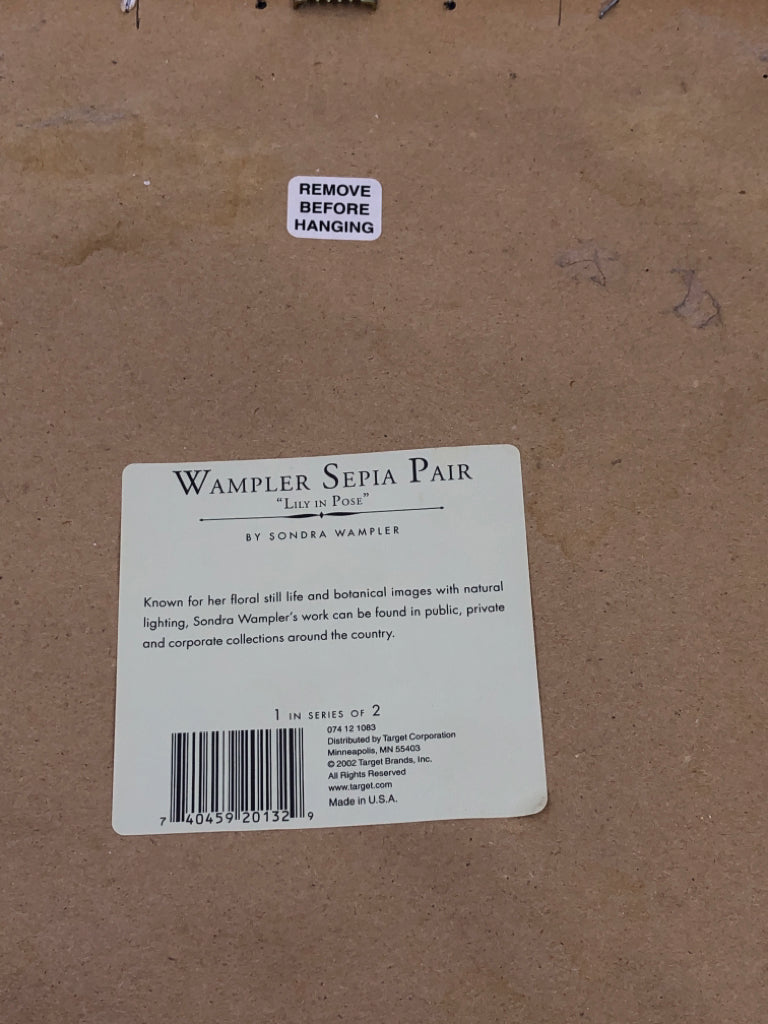 REMOVE
BEFORE
HANGING
WAMPLER SEPIA PAIR
"LILY IN POSE"
BY SONDRA WAMPLER
Known for her floral still life and botanical images with natural
lighting, Sondra Wampler's work can be found in public, private
and corporate collections around the country.
1 IN SERIES OF 2
074 12 1083
Distributed by Target Corporation
Minneapolis, MN 55403
© 2002 Target Brands, Inc.
All Rights Reserved
www.target.com
Made in U.S.A.
7 40459 20132 9